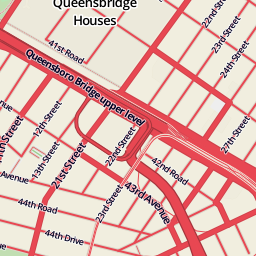 Queensbridge
Houses
41st Road
22nd Street
23rd Street
24th Street
Queensboro Bridge upper level
12th Street
13th Street
21st Street
22nd Street
27th Street
42nd Road
Avenue
43rd Avenue
23rd Street
44th Road
44th Drive
Street